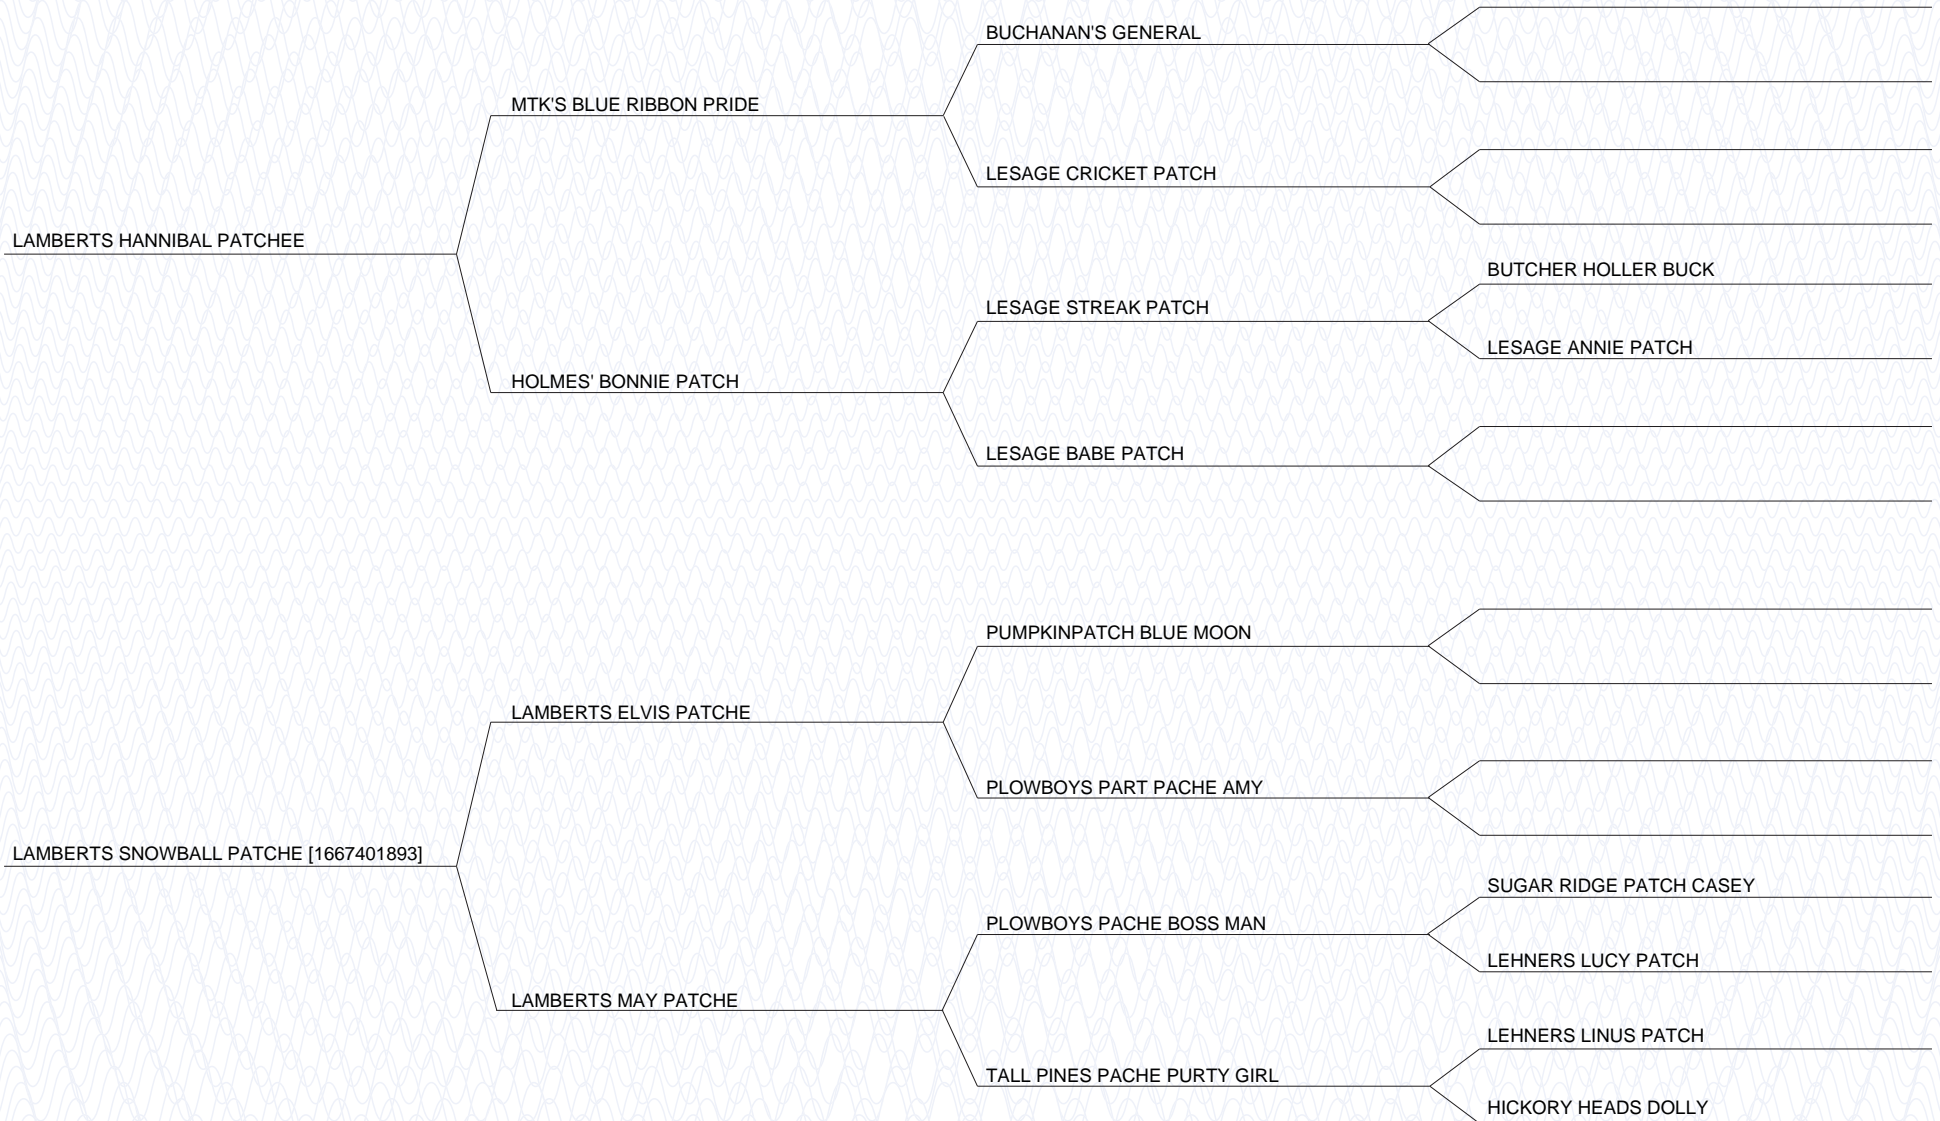 BUCHANAN'S GENERAL
MTK'S BLUE RIBBON PRIDE
LESAGE CRICKET PATCH
LAMBERTS HANNIBAL PATCHEE
BUTCHER HOLLER BUCK
LESAGE STREAK PATCH
LESAGE ANNIE PATCH
HOLMES' BONNIE PATCH
LESAGE BABE PATCH
PUMPKINPATCH BLUE MOON
LAMBERTS ELVIS PATCHE
PLOWBOYS PART PACHE AMY
LAMBERTS SNOWBALL PATCHE [1667401893]
SUGAR RIDGE PATCH CASEY
PLOWBOYS PACHE BOSS MAN
LEHNERS LUCY PATCH
LAMBERTS MAY PATCHE
LEHNERS LINUS PATCH
TALL PINES PACHE PURTY GIRL
HICKORY HEADS DOLLY